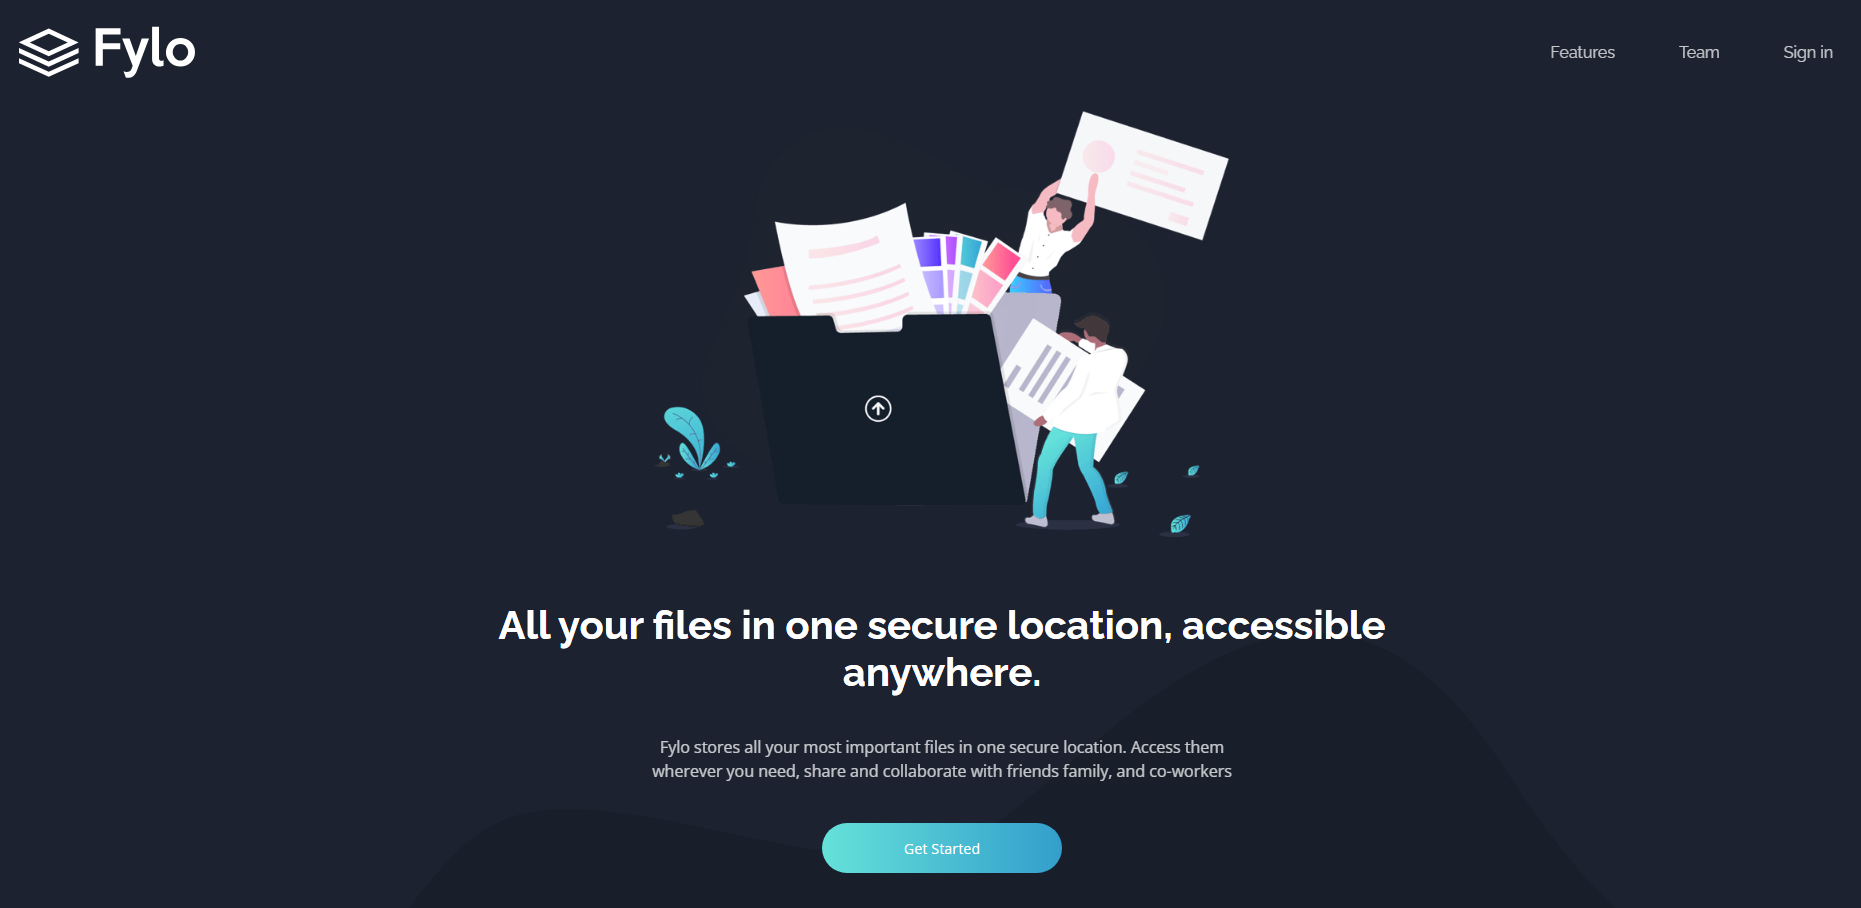 Fylo
Features
Team
Sign in
All your files in one secure location, accessible
anywhere.
Fylo stores all your most important files in one secure location. Access them
wherever you need, share and collaborate with friends family, and co-workers
Get Started